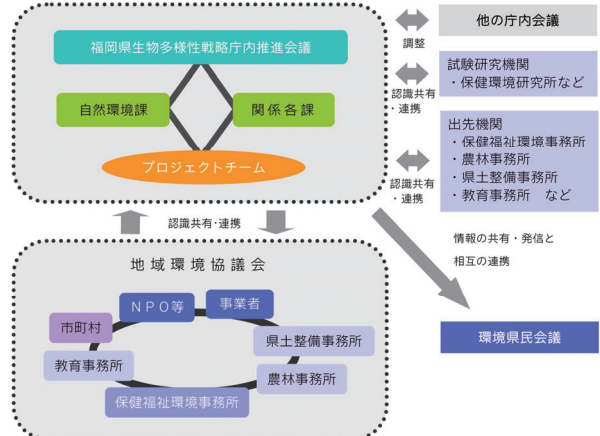 福岡県生物多様性戦略庁内推進会議
自然環境課
関係各課
プロジェクトチーム
調整
他の庁内会議
認識共有
・連携
試験研究機関
・保健環境研究所など
認識共有
・連携
出先機関
・保健福祉環境事務所
・農林事務所
・県土整備事務所
・教育事務所 など
認識共有・連携
情報の共有・発信と
相互の連携
環境県民会議
地域環境協議会
NPO等
事業者
市町村
県土整備事務所
教育事務所
農林事務所
保健福祉環境事務所